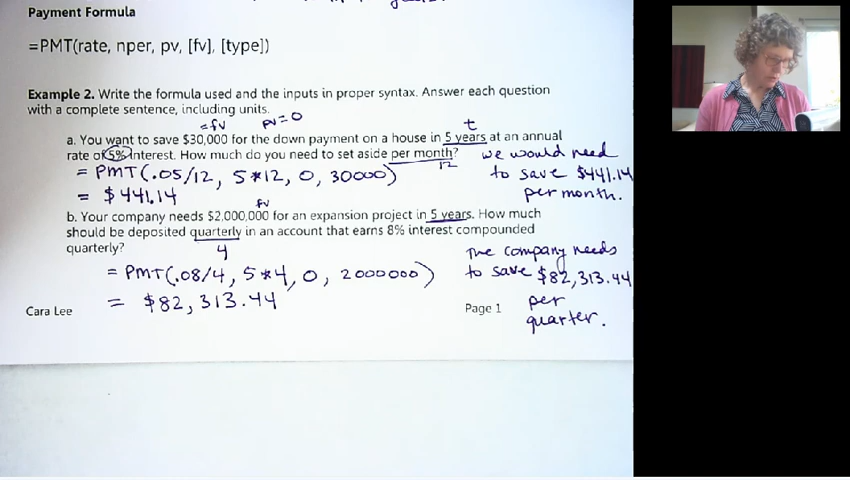 Payment Formula
=PMT(rate, nper, pv, [fv], [type])
Example 2. Write the formula used and the inputs in proper syntax. Answer each question
with a complete sentence, including units.
=fv pv=0 t
a. You want to save $30,000 for the down payment on a house in 5 years at an annual
rate of 5% interest. How much do you need to set aside per month?
12
= PMT(.05/12, 5*12, 0, 30000)
= $441.14
we would need
to save $441.14
per month.
fv
b. Your company needs $2,000,000 for an expansion project in 5 years. How much
should be deposited quarterly in an account that earns 8% interest compounded
quarterly?
4
= PMT(.08/4, 5*4, 0, 2000000)
= $82,313.44
The company needs
to save $82,313.44
per
quarter.
Cara Lee
Page 1